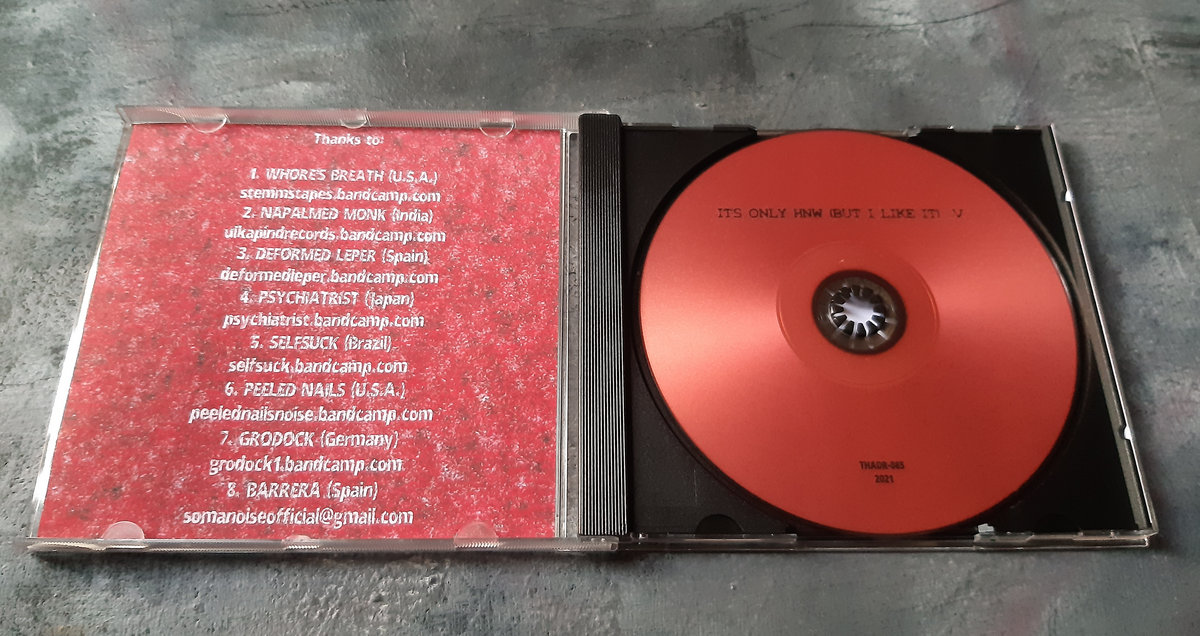 Thanks to:
1. WHORE'S BREATH (U.S.A.)
stemmstapes.bandcamp.com
2. NAPALMED MONK (India)
ulkapindrecords.bandcamp.com
3. DEFORMED LEPER (Spain)
deformedleper.bandcamp.com
4. PSYCHIATRIST (Japan)
psychiatrist.bandcamp.com
5. SELFSUCK (Brazil)
selfsuck.bandcamp.com
6. PEELED NAILS (U.S.A.)
peelednailsnoise.bandcamp.com
7. GRODOCK (Germany)
grodock1.bandcamp.com
8. BARRERA (Spain)
somanoiseofficial@gmail.com
ITS ONLY HNW (BUT I LIKE IT) V
THADR-065
2021